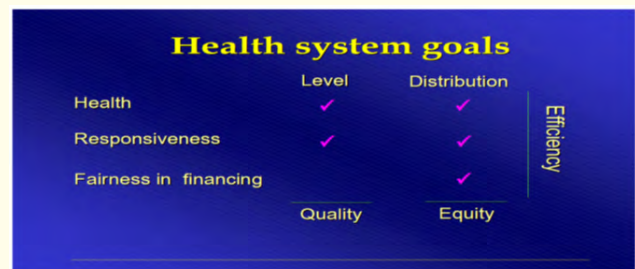 Health system goals
Level Distribution
Health ✓ ✓
Responsiveness ✓ ✓
Fairness in financing ✓
Efficiency
Quality Equity